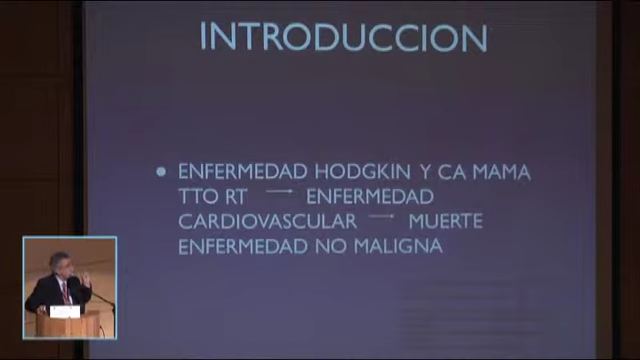 INTRODUCCION
• ENFERMEDAD HODGKIN Y CA MAMA
TTO RT → ENFERMEDAD
CARDIOVASCULAR → MUERTE
ENFERMEDAD NO MALIGNA